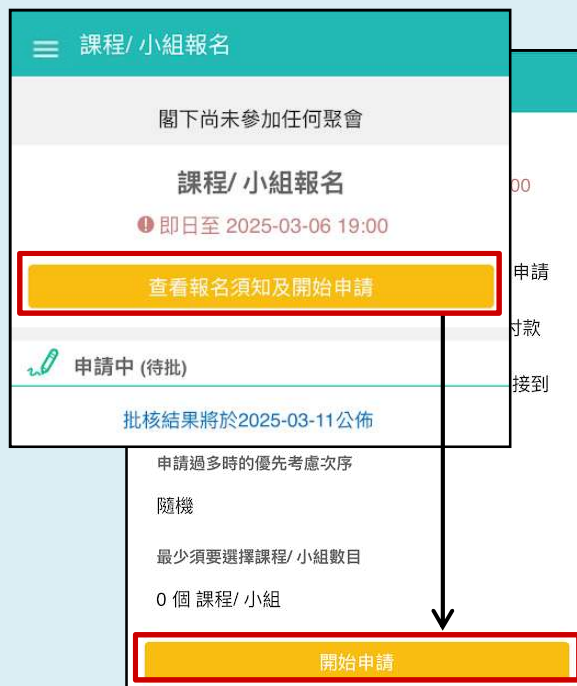 課程/ 小組報名
閣下尚未參加任何聚會
課程/ 小組報名
即日至 2025-03-06 19:00
查看報名須知及開始申請
申請中 (待批)
批核結果將於2025-03-11公佈
00
申請
付款
接到
申請過多時的優先考慮次序
隨機
最少須要選擇課程/ 小組數目
0 個 課程/ 小組
開始申請